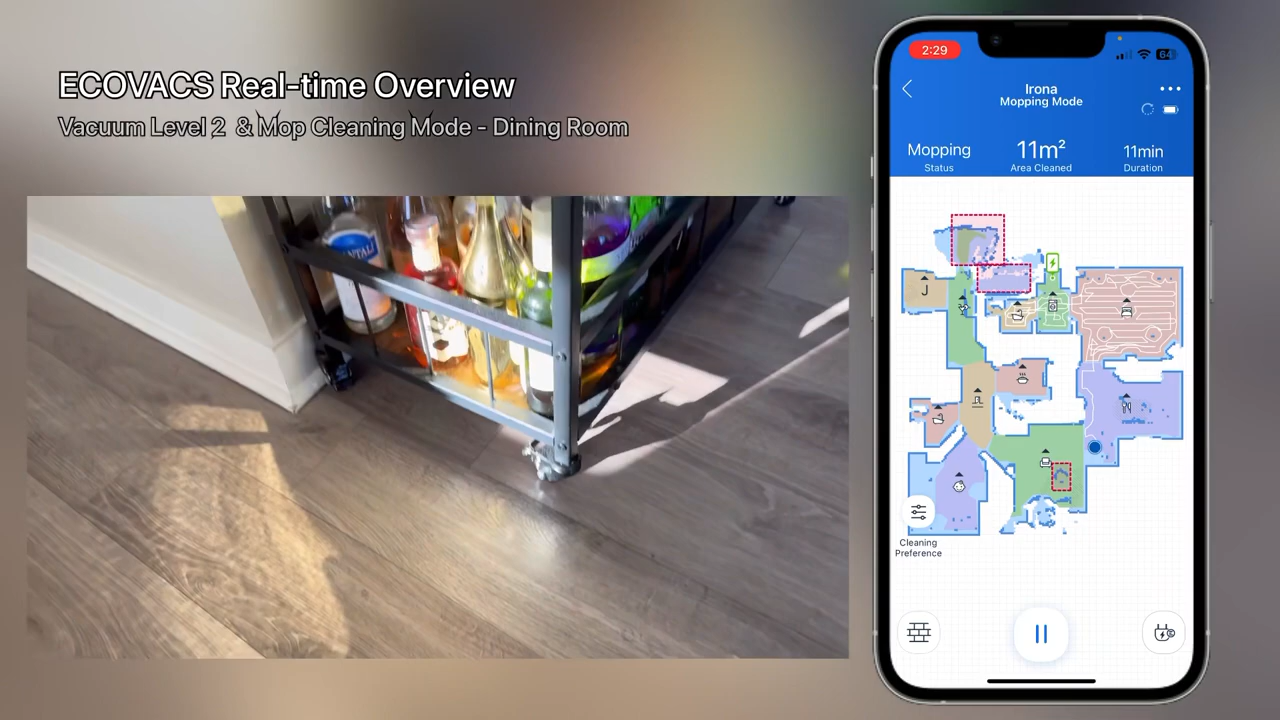 ECOVACS Real-time Overview
Vacuum Level 2 & Mop Cleaning Mode - Dining Room
2:29
64
Irona
Mopping Mode
Mopping
Status
11m²
Area Cleaned
11min
Duration
J
Cleaning
Preference